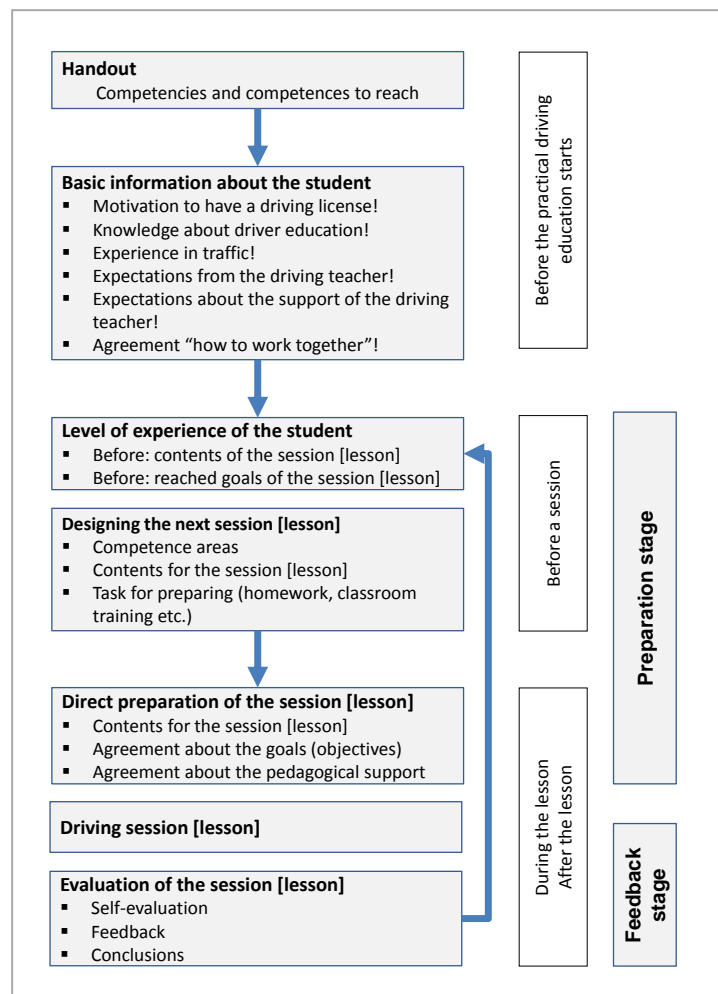 Handout
Competencies and competences to reach
Basic information about the student
▪ Motivation to have a driving license!
▪ Knowledge about driver education!
▪ Experience in traffic!
▪ Expectations from the driving teacher!
▪ Expectations about the support of the driving
teacher!
▪ Agreement “how to work together”!
Before the practical driving
education starts
Level of experience of the student
▪ Before: contents of the session [lesson]
▪ Before: reached goals of the session [lesson]
Designing the next session [lesson]
▪ Competence areas
▪ Contents for the session [lesson]
▪ Task for preparing (homework, classroom
training etc.)
Before a session
Preparation stage
Direct preparation of the session [lesson]
▪ Contents for the session [lesson]
▪ Agreement about the goals (objectives)
▪ Agreement about the pedagogical support
Driving session [lesson]
Evaluation of the session [lesson]
▪ Self-evaluation
▪ Feedback
▪ Conclusions
During the lesson
After the lesson
Feedback
stage